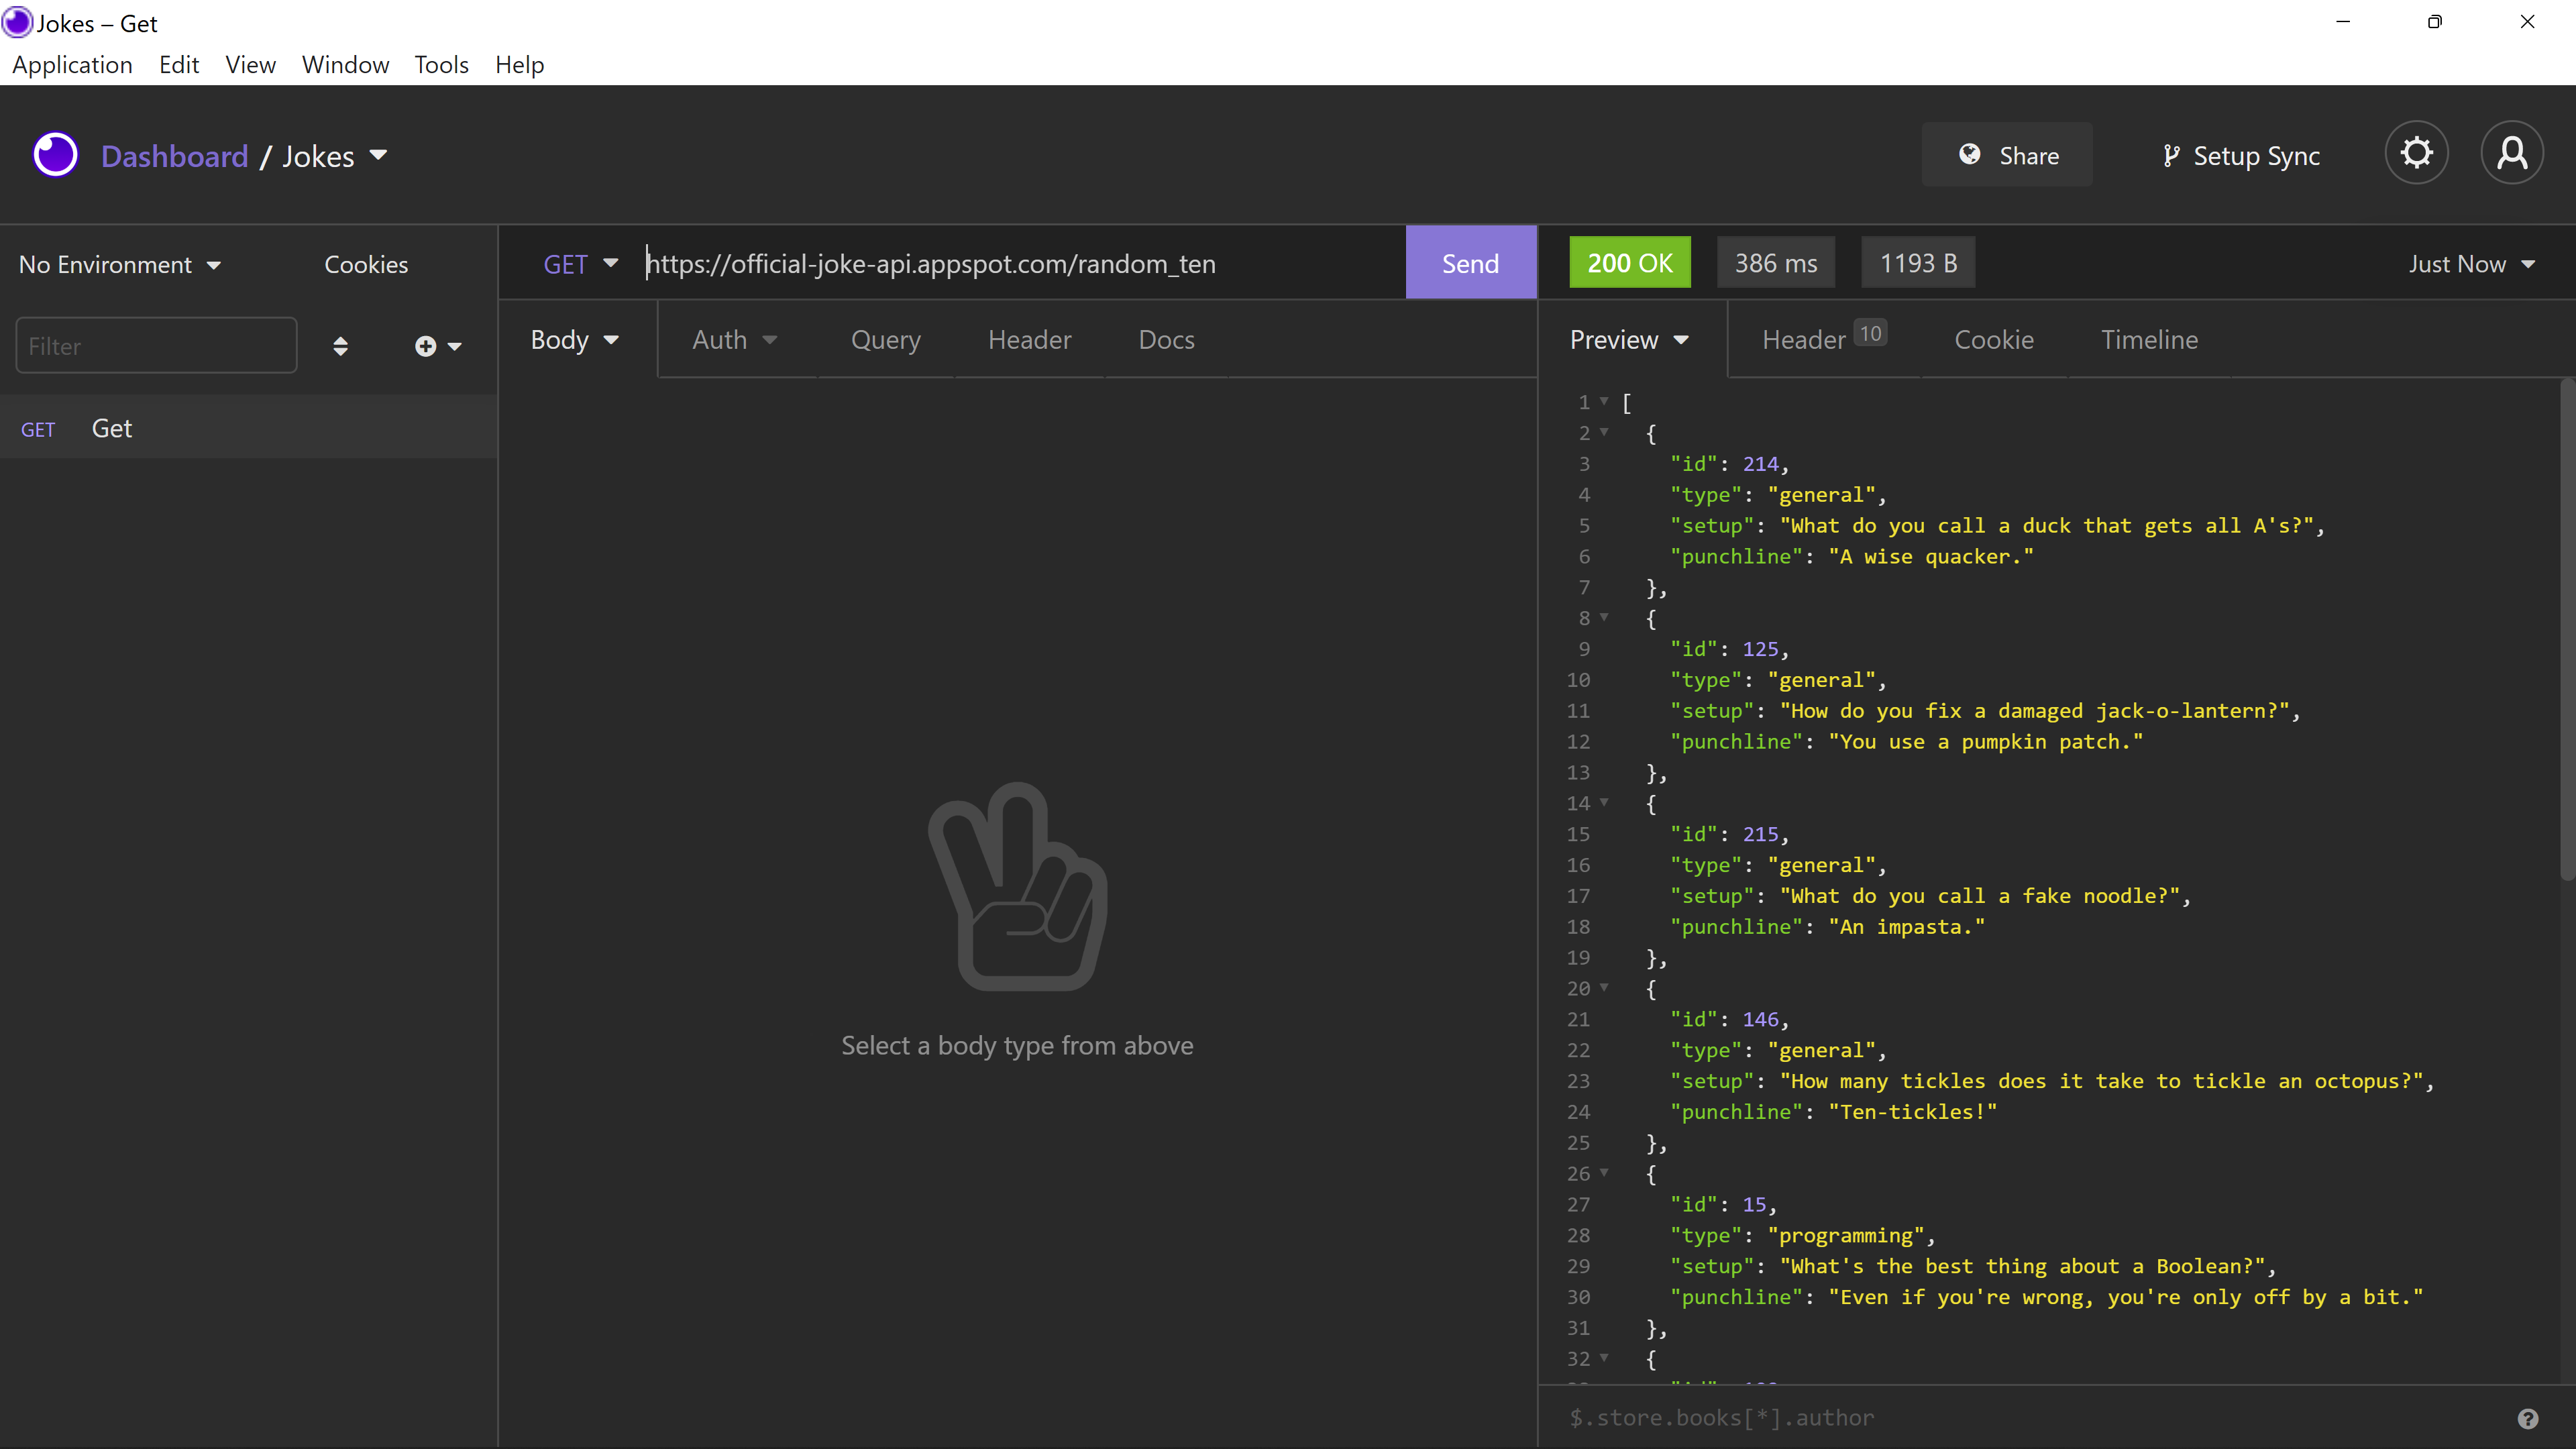 Jokes – Get
Application Edit View Window Tools Help
Dashboard / Jokes
Share
Setup Sync
No Environment
Cookies
GET
https://official-joke-api.appspot.com/random_ten
Send
200 OK
386 ms
1193 B
Just Now
Filter
Body
Auth
Query
Header
Docs
Preview
Header 10
Cookie
Timeline
GET Get
Select a body type from above
1 [
2 {
3 "id": 214,
4 "type": "general",
5 "setup": "What do you call a duck that gets all A's?",
6 "punchline": "A wise quacker."
7 },
8 {
9 "id": 125,
10 "type": "general",
11 "setup": "How do you fix a damaged jack-o-lantern?",
12 "punchline": "You use a pumpkin patch."
13 },
14 {
15 "id": 215,
16 "type": "general",
17 "setup": "What do you call a fake noodle?",
18 "punchline": "An impasta."
19 },
20 {
21 "id": 146,
22 "type": "general",
23 "setup": "How many tickles does it take to tickle an octopus?",
24 "punchline": "Ten-tickles!"
25 },
26 {
27 "id": 15,
28 "type": "programming",
29 "setup": "What's the best thing about a Boolean?",
30 "punchline": "Even if you're wrong, you're only off by a bit."
31 },
32 {
$.store.books[*].author